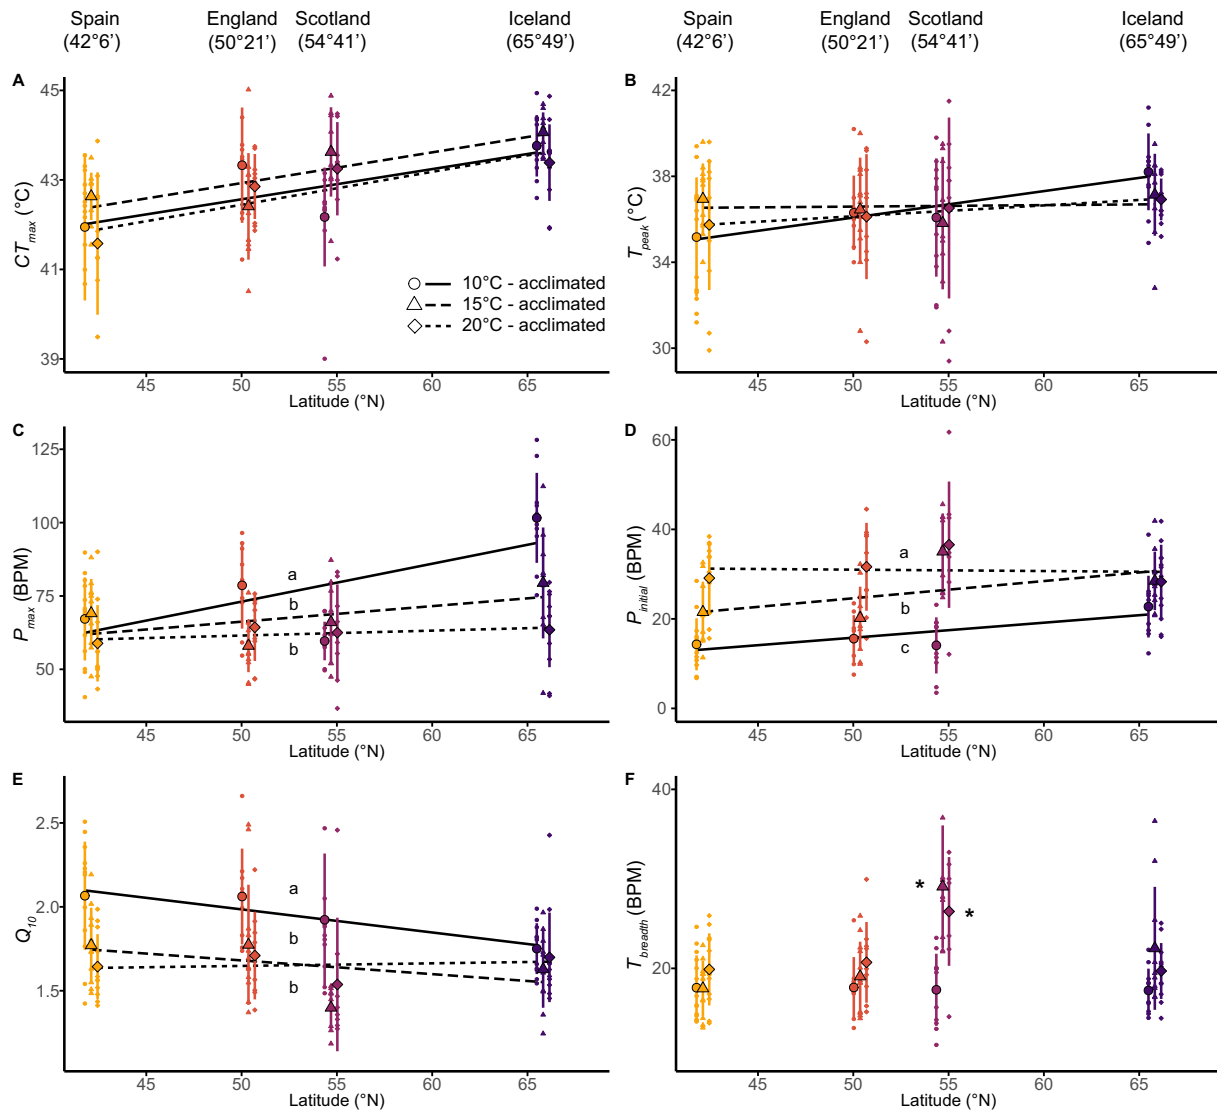 Spain England Scotland Iceland
(42°6’) (50°21’) (54°41’) (65°49’)
Spain England Scotland Iceland
(42°6’) (50°21’) (54°41’) (65°49’)
A
45
43
41
39
CTmax (°C)
10°C - acclimated
15°C - acclimated
20°C - acclimated
45 50 55 60 65
Latitude (°N)
B
42
38
34
30
Tpeak (°C)
45 50 55 60 65
Latitude (°N)
C
125
100
75
50
Pmax (BPM)
a
b
b
45 50 55 60 65
Latitude (°N)
D
60
40
20
0
Pinitial (BPM)
a
b
c
45 50 55 60 65
Latitude (°N)
E
2.5
2.0
1.5
Q10
a
b
b
45 50 55 60 65
Latitude (°N)
F
40
30
20
Tbreadth (BPM)
*
*
45 50 55 60 65
Latitude (°N)